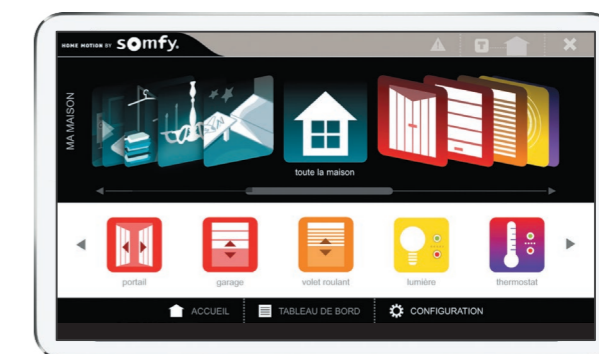 HOME MOTION BY somfy.
T
MA MAISON
toute la maison
portail garage volet roulant lumière thermostat
ACCUEIL TABLEAU DE BORD CONFIGURATION